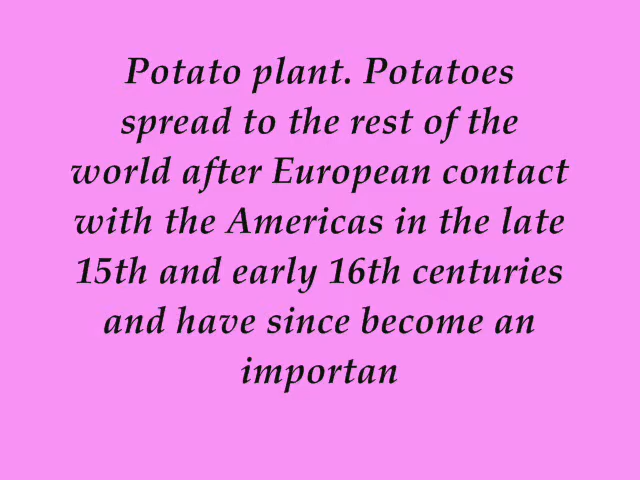 Potato plant. Potatoes
spread to the rest of the
world after European contact
with the Americas in the late
15th and early 16th centuries
and have since become an
importan